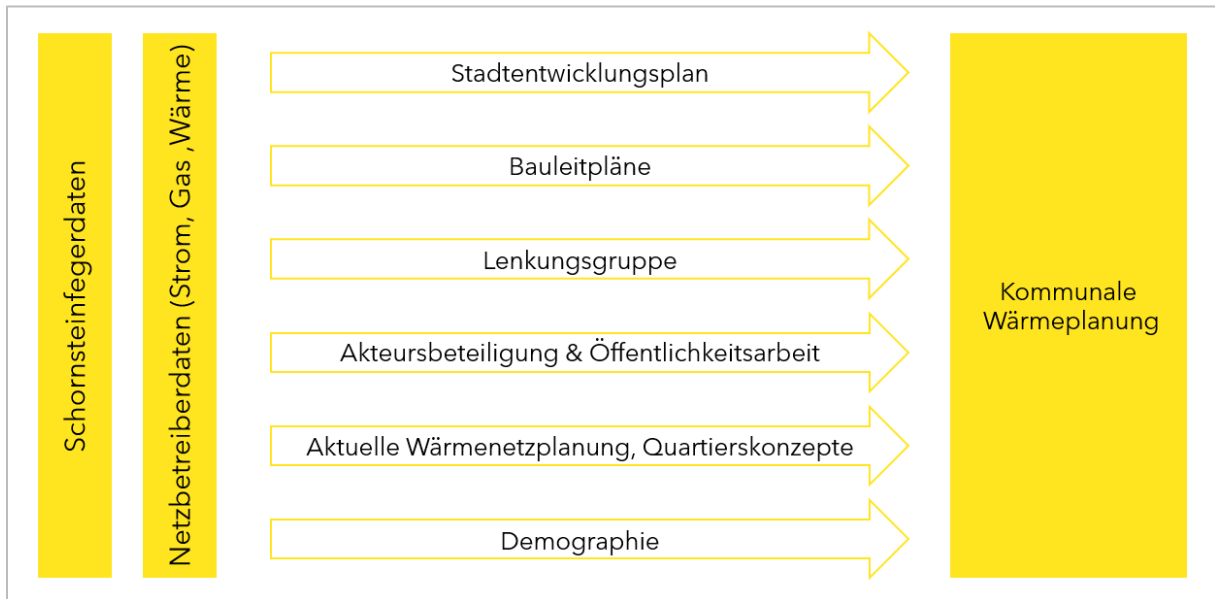 Schornsteinfegerdaten
Netzbetreiberdaten (Strom, Gas ,Wärme)
Stadtentwicklungsplan
Bauleitpläne
Lenkungsgruppe
Akteursbeteiligung & Öffentlichkeitsarbeit
Aktuelle Wärmenetzplanung, Quartierskonzepte
Demographie
Kommunale
Wärmeplanung